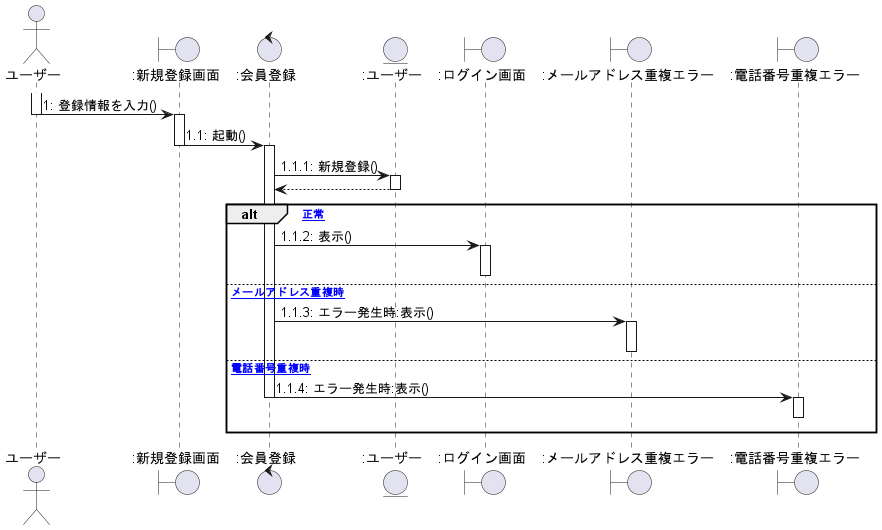 ユーザー
:新規登録画面
:会員登録
:ユーザー
:ログイン画面
:メールアドレス重複エラー
:電話番号重複エラー
1: 登録情報を入力()
1.1: 起動()
1.1.1: 新規登録()
alt
正常
1.1.2: 表示()
メールアドレス重複時
1.1.3: エラー発生時:表示()
電話番号重複時
1.1.4: エラー発生時:表示()
ユーザー
:新規登録画面
:会員登録
:ユーザー
:ログイン画面
:メールアドレス重複エラー
:電話番号重複エラー